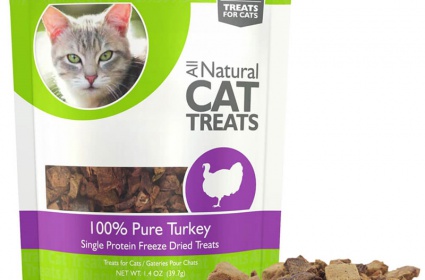 TREATS
FOR CATS
All
Natural
CAT
TREATS
100% Pure Turkey
Single Protein Freeze Dried Treats
Treats for Cats / Gateries Pour Chats
NET WT. 1.4 OZ (39.7g)